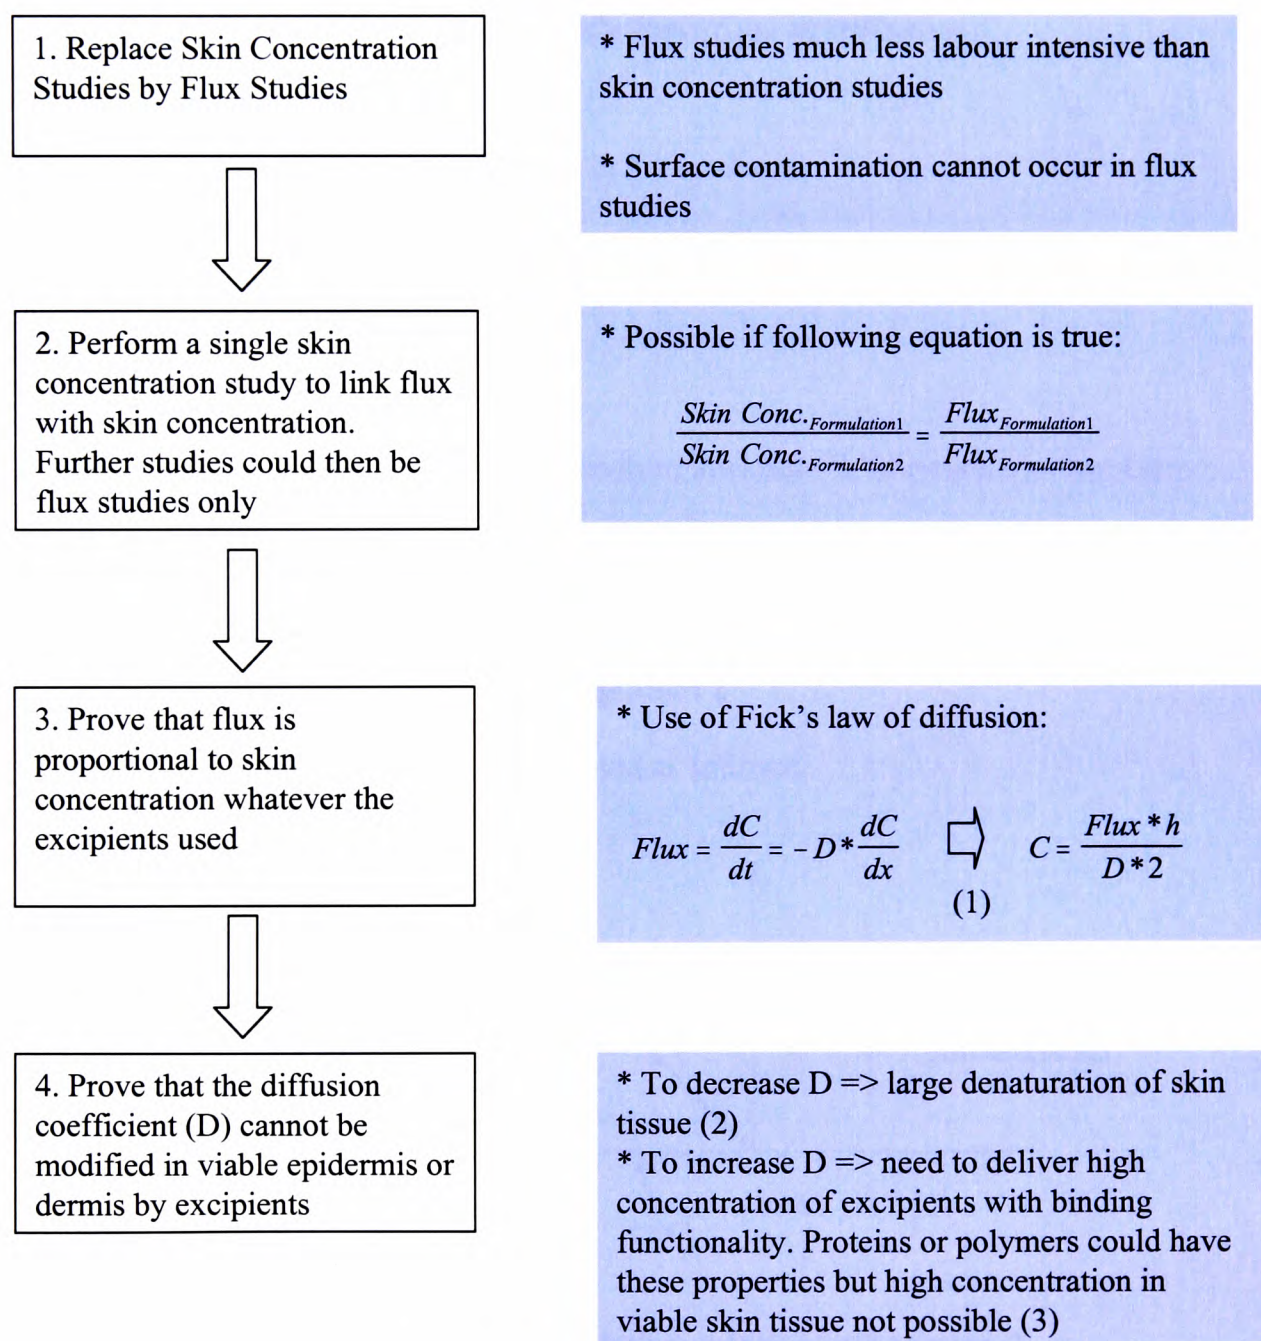 1. Replace Skin Concentration
Studies by Flux Studies
* Flux studies much less labour intensive than
skin concentration studies
* Surface contamination cannot occur in flux
studies
2. Perform a single skin
concentration study to link flux
with skin concentration.
Further studies could then be
flux studies only
* Possible if following equation is true:
Skin Conc.Formulation1 / Skin Conc.Formulation2 = FluxFormulation1 / FluxFormulation2
3. Prove that flux is
proportional to skin
concentration whatever the
excipients used
* Use of Fick’s law of diffusion:
Flux = dC/dt = - D * dC/dx ⇨ C = Flux * h / D * 2
(1)
4. Prove that the diffusion
coefficient (D) cannot be
modified in viable epidermis or
dermis by excipients
* To decrease D => large denaturation of skin
tissue (2)
* To increase D => need to deliver high
concentration of excipients with binding
functionality. Proteins or polymers could have
these properties but high concentration in
viable skin tissue not possible (3)